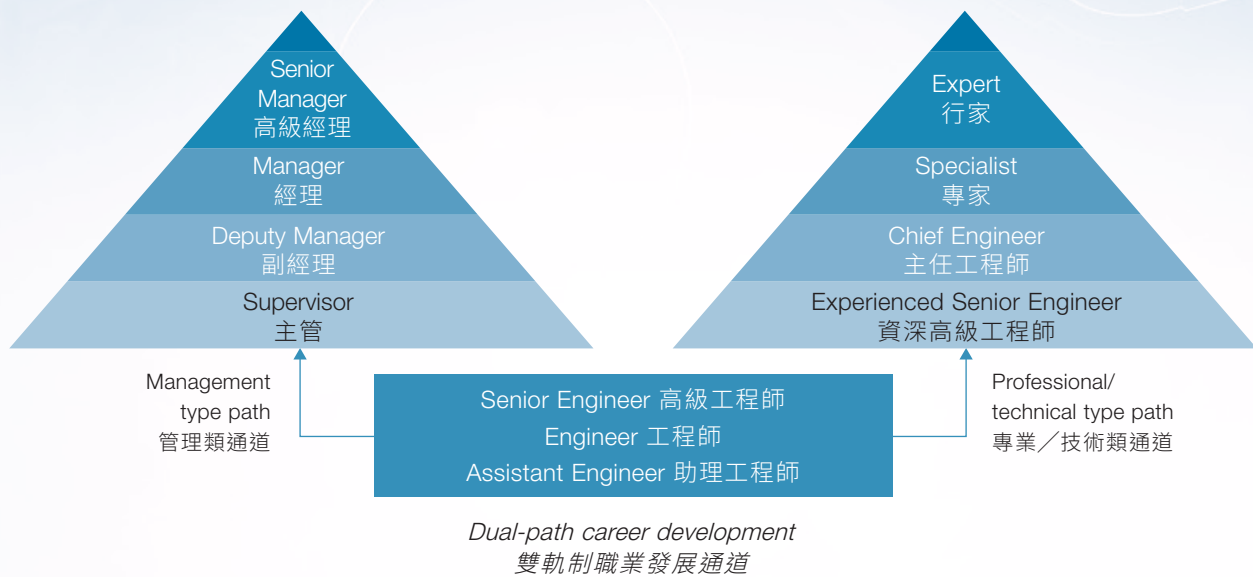 Senior
Manager
高級經理
Manager
經理
Deputy Manager
副經理
Supervisor
主管
Expert
行家
Specialist
專家
Chief Engineer
主任工程師
Experienced Senior Engineer
資深高級工程師
Management
type path
管理類通道
Senior Engineer 高級工程師
Engineer 工程師
Assistant Engineer 助理工程師
Professional/
technical type path
專業／技術類通道
Dual-path career development
雙軌制職業發展通道